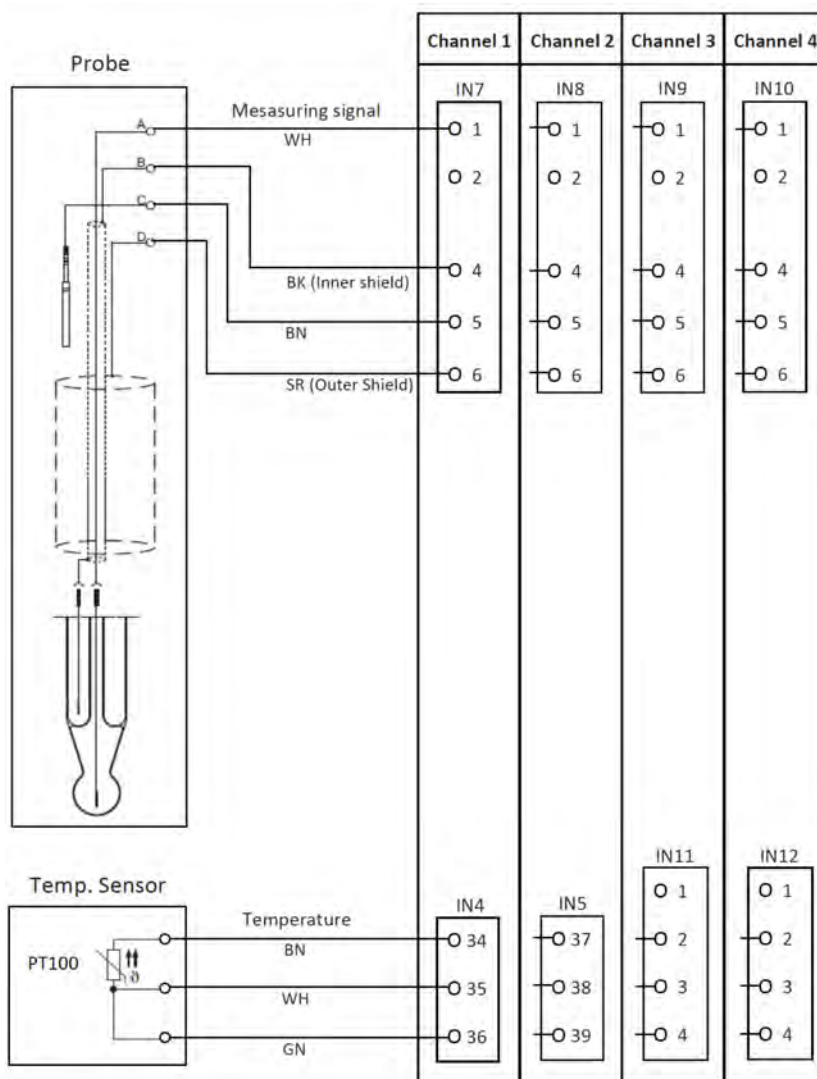 Channel 1 Channel 2 Channel 3 Channel 4
Probe
IN7 IN8 IN9 IN10
A Mesasuring signal 1 1 1 1
WH
B 2 2 2 2
C
D
4 4 4 4
BK (Inner shield)
5 5 5 5
BN
6 6 6 6
SR (Outer Shield)
IN11 IN12
Temp. Sensor
1 1
IN4 IN5
Temperature
34 37 2 2
BN
PT100 ϑ
35 38 3 3
WH
36 39 4 4
GN